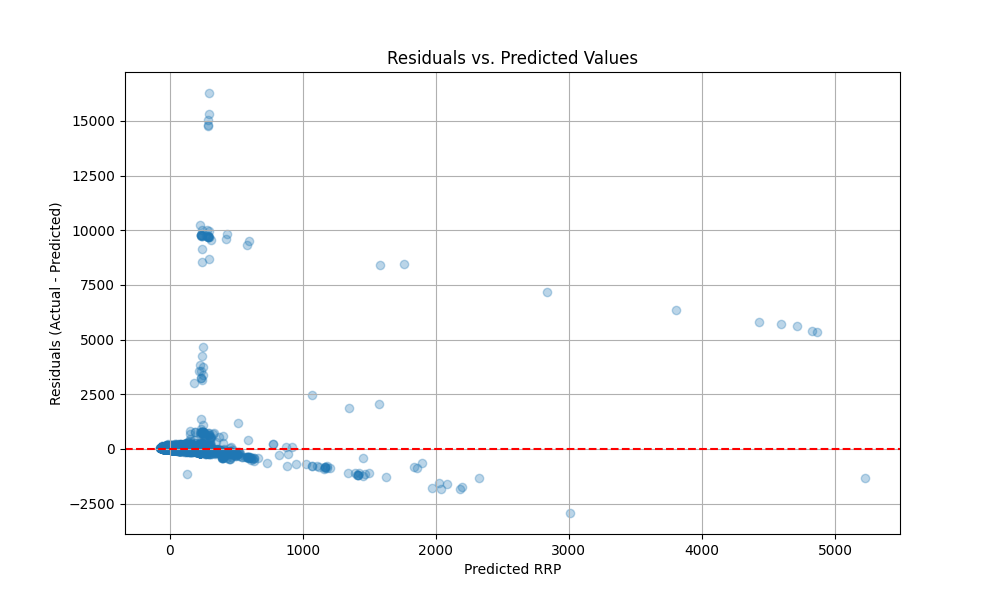 Residuals vs. Predicted Values
Residuals (Actual - Predicted)
15000
12500
10000
7500
5000
2500
0
−2500
0 1000 2000 3000 4000 5000
Predicted RRP